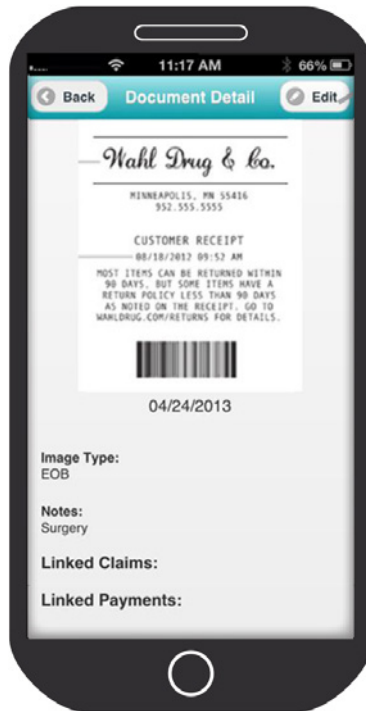 11:17 AM 66%
Back Document Detail Edit
Wahl Drug & Co.
MINNEAPOLIS, MN 55416
952.555.5555
CUSTOMER RECEIPT
08/18/2012 09:52 AM
MOST ITEMS CAN BE RETURNED WITHIN
90 DAYS, BUT SOME ITEMS HAVE A
RETURN POLICY LESS THAN 90 DAYS
AS NOTED ON THE RECEIPT. GO TO
WAHLDRUG.COM/RETURNS FOR DETAILS.
04/24/2013
Image Type:
EOB
Notes:
Surgery
Linked Claims:
Linked Payments: